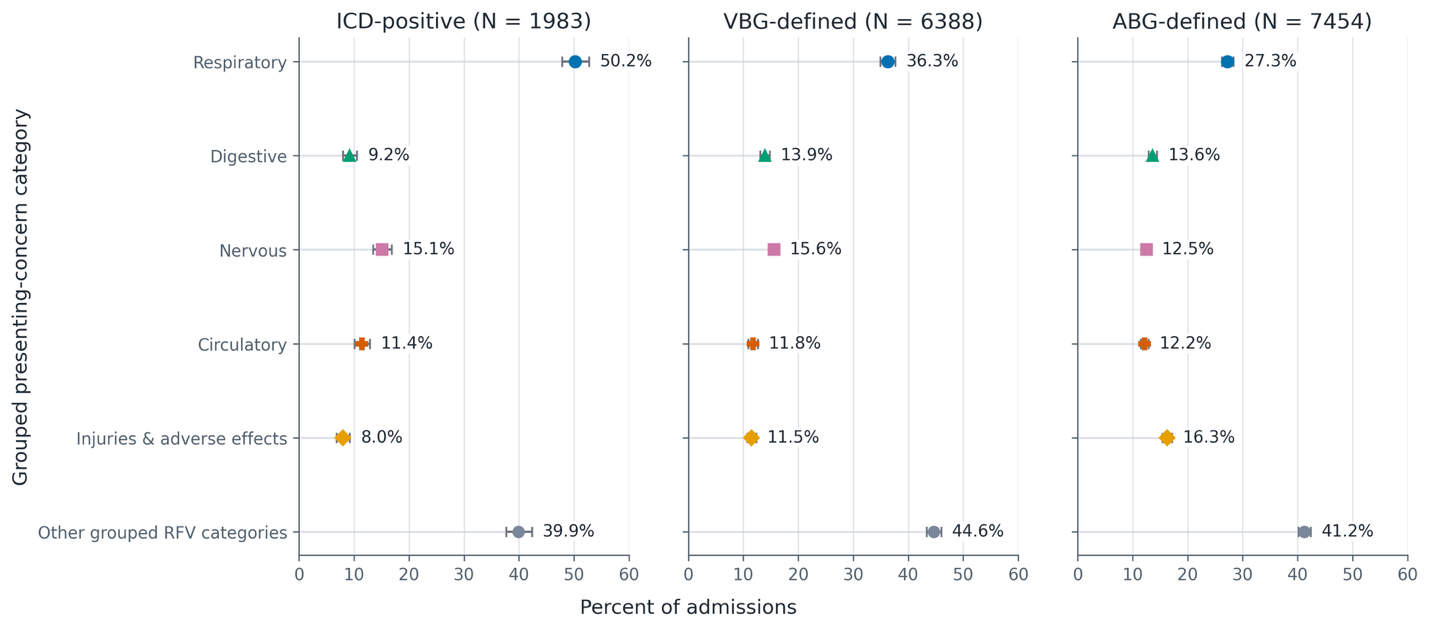 ICD-positive (N = 1983)
VBG-defined (N = 6388)
ABG-defined (N = 7454)
Grouped presenting-concern category
Respiratory 50.2% 36.3% 27.3%
Digestive 9.2% 13.9% 13.6%
Nervous 15.1% 15.6% 12.5%
Circulatory 11.4% 11.8% 12.2%
Injuries & adverse effects 8.0% 11.5% 16.3%
Other grouped RFV categories 39.9% 44.6% 41.2%
0 10 20 30 40 50 60 0 10 20 30 40 50 60 0 10 20 30 40 50 60
Percent of admissions